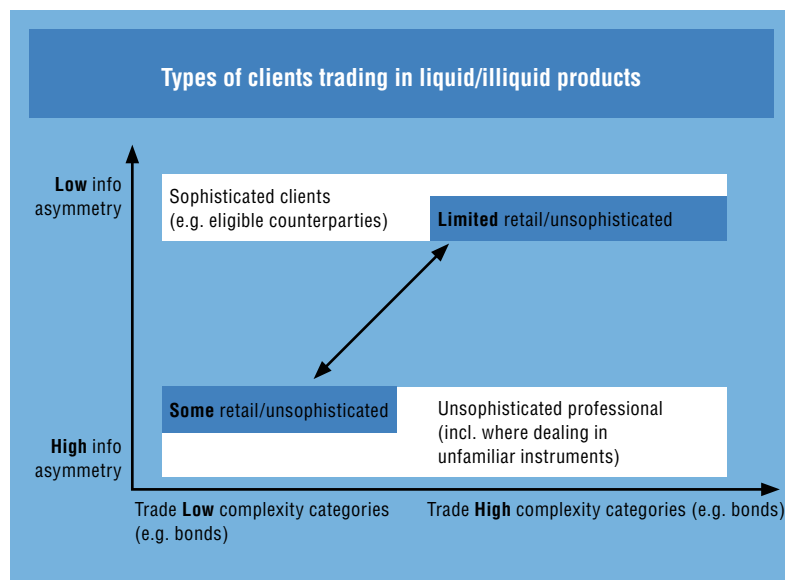 Types of clients trading in liquid/illiquid products
Low info
asymmetry
Sophisticated clients
(e.g. eligible counterparties)
Limited retail/unsophisticated
Some retail/unsophisticated
Unsophisticated professional
(incl. where dealing in
unfamiliar instruments)
High info
asymmetry
Trade Low complexity categories
(e.g. bonds)
Trade High complexity categories (e.g. bonds)